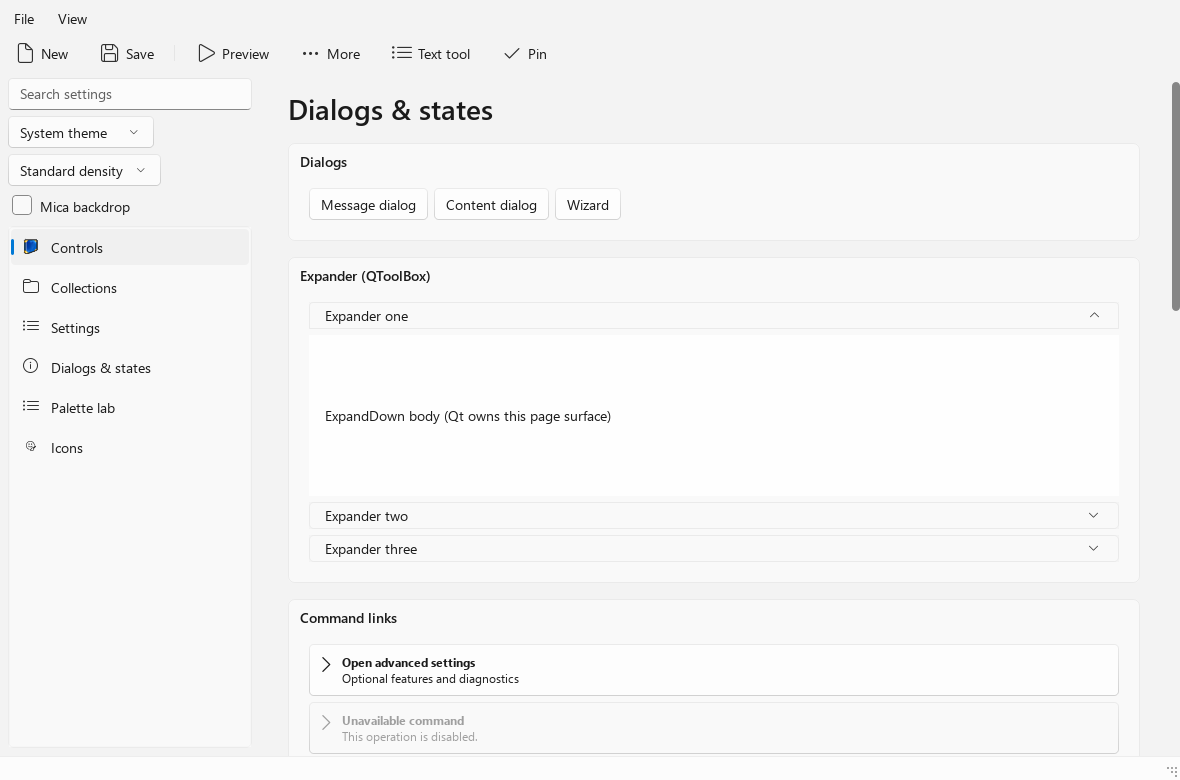 File
View
New
Save
Preview
More
Text tool
Pin
Search settings
System theme
Standard density
Mica backdrop
Controls
Collections
Settings
Dialogs & states
Palette lab
Icons
Dialogs & states
Dialogs
Message dialog
Content dialog
Wizard
Expander (QToolBox)
Expander one
ExpandDown body (Qt owns this page surface)
Expander two
Expander three
Command links
Open advanced settings
Optional features and diagnostics
Unavailable command
This operation is disabled.